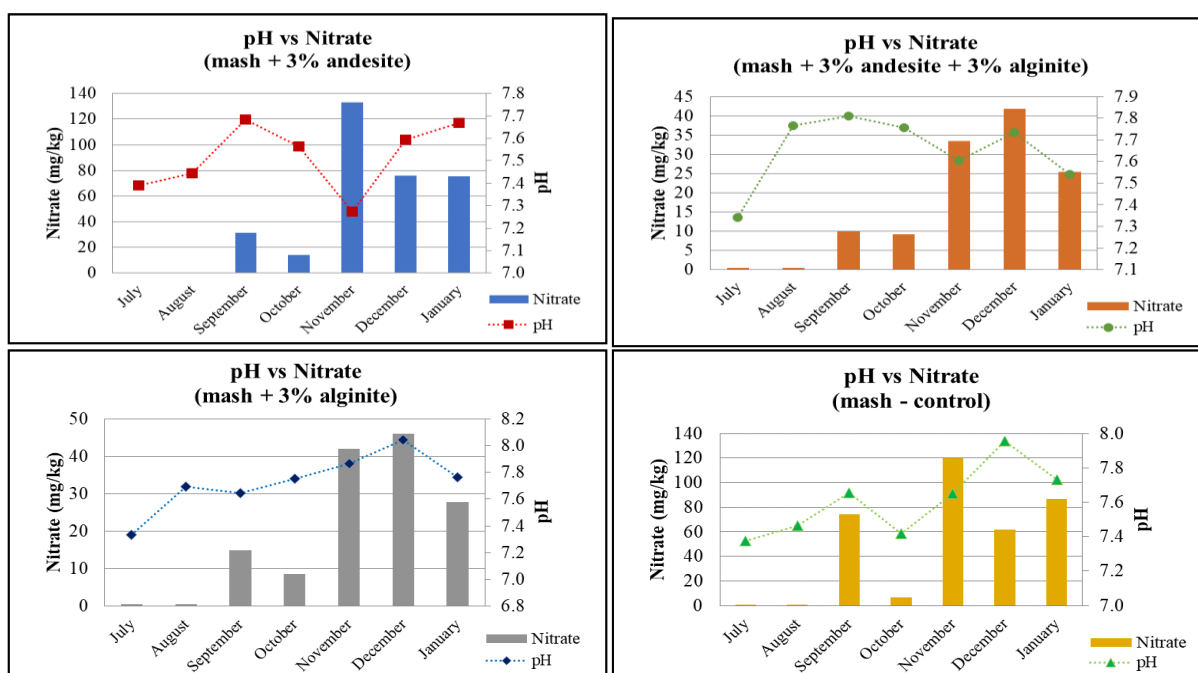 pH vs Nitrate
(mash + 3% andesite)
Nitrate (mg/kg)
140
120
100
80
60
40
20
0
7.8
7.7
7.6
7.5
7.4
7.3
7.2
7.1
7.0
pH
July
August
September
October
November
December
January
Nitrate
pH
pH vs Nitrate
(mash + 3% andesite + 3% alginite)
Nitrate (mg/kg)
45
40
35
30
25
20
15
10
5
0
7.9
7.8
7.7
7.6
7.5
7.4
7.3
7.2
7.1
pH
July
August
September
October
November
December
January
Nitrate
pH
pH vs Nitrate
(mash + 3% alginite)
Nitrate (mg/kg)
50
40
30
20
10
0
8.2
8.0
7.8
7.6
7.4
7.2
7.0
6.8
pH
July
August
September
October
November
December
January
Nitrate
pH
pH vs Nitrate
(mash - control)
Nitrate (mg/kg)
140
120
100
80
60
40
20
0
8.0
7.8
7.6
7.4
7.2
7.0
pH
July
August
September
October
November
December
January
Nitrate
pH